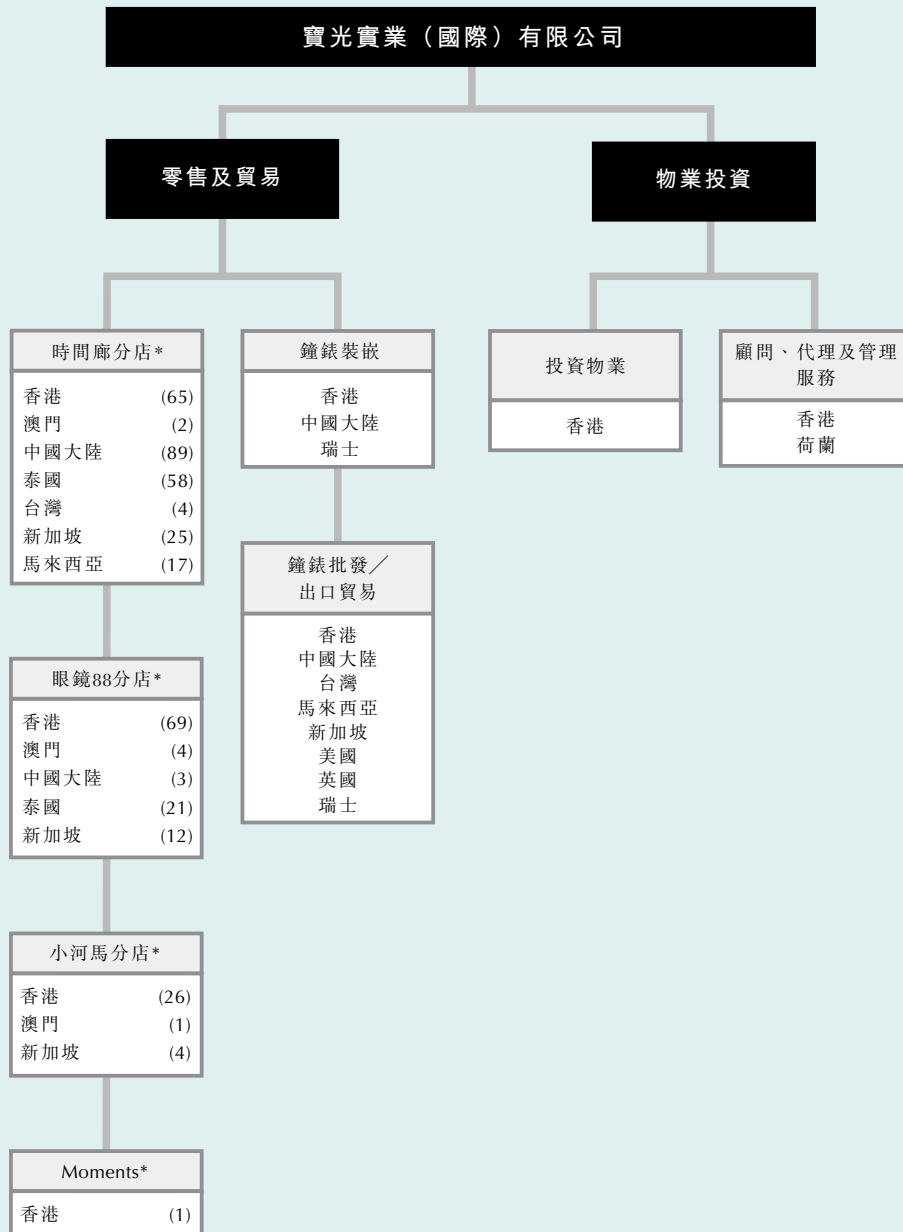 寶光實業（國際）有限公司
零售及貿易
物業投資
時間廊分店*
香港 (65)
澳門 (2)
中國大陸 (89)
泰國 (58)
台灣 (4)
新加坡 (25)
馬來西亞 (17)
眼鏡88分店*
香港 (69)
澳門 (4)
中國大陸 (3)
泰國 (21)
新加坡 (12)
小河馬分店*
香港 (26)
澳門 (1)
新加坡 (4)
Moments*
香港 (1)
鐘錶裝嵌
香港
中國大陸
瑞士
鐘錶批發／
出口貿易
香港
中國大陸
台灣
馬來西亞
新加坡
美國
英國
瑞士
投資物業
香港
顧問、代理及管理
服務
香港
荷蘭